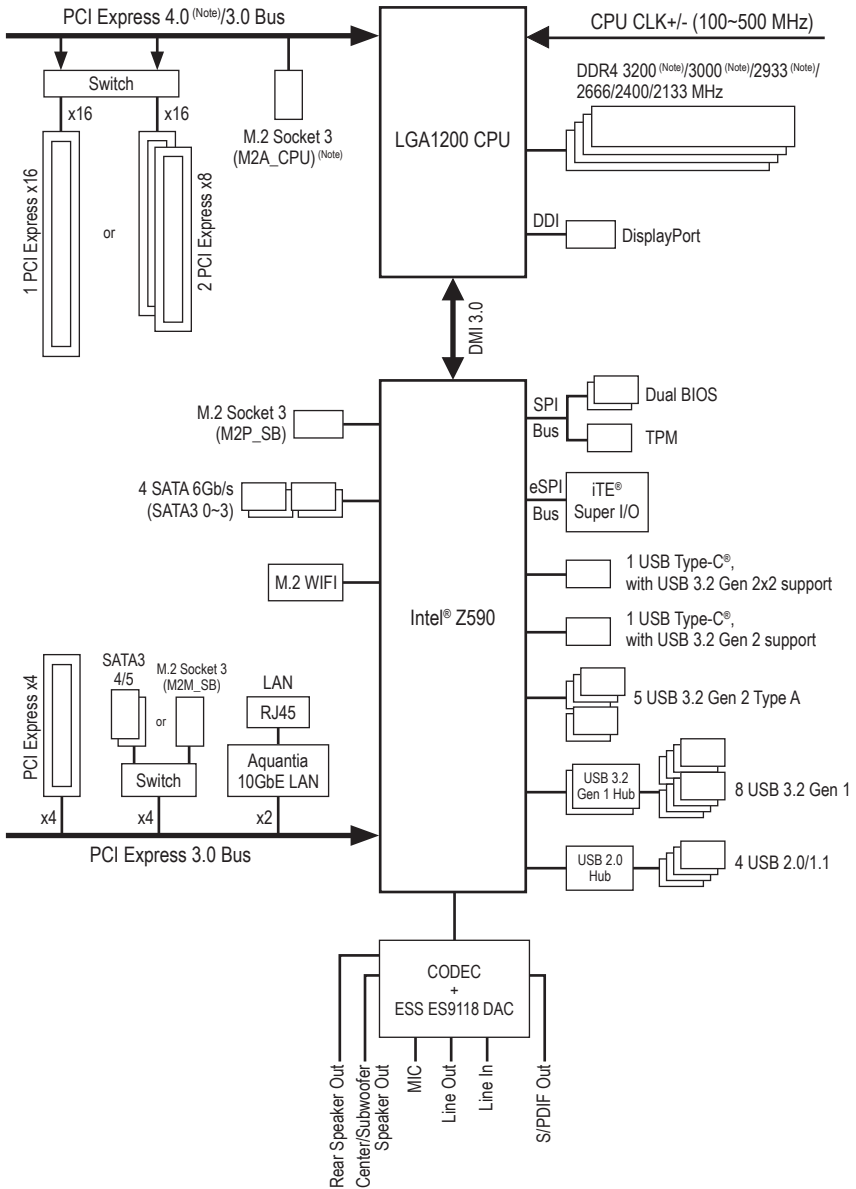 PCI Express 4.0 (Note)/3.0 Bus
CPU CLK+/- (100~500 MHz)
Switch
x16
x16
1 PCI Express x16
or
2 PCI Express x8
M.2 Socket 3
(M2A_CPU) (Note)
LGA1200 CPU
DDR4 3200 (Note)/3000 (Note)/2933 (Note)/
2666/2400/2133 MHz
DDI
DisplayPort
DMI 3.0
M.2 Socket 3
(M2P_SB)
4 SATA 6Gb/s
(SATA3 0~3)
M.2 WIFI
Intel® Z590
SPI
Bus
Dual BIOS
TPM
eSPI
Bus
iTE®
Super I/O
1 USB Type-C®,
with USB 3.2 Gen 2x2 support
1 USB Type-C®,
with USB 3.2 Gen 2 support
5 USB 3.2 Gen 2 Type A
USB 3.2
Gen 1 Hub
8 USB 3.2 Gen 1
USB 2.0
Hub
4 USB 2.0/1.1
PCI Express x4
SATA3
4/5
or
M.2 Socket 3
(M2M_SB)
Switch
LAN
RJ45
Aquantia
10GbE LAN
x4
x4
x2
PCI Express 3.0 Bus
CODEC
+
ESS ES9118 DAC
Rear Speaker Out
Center/Subwoofer
Speaker Out
MIC
Line Out
Line In
S/PDIF Out